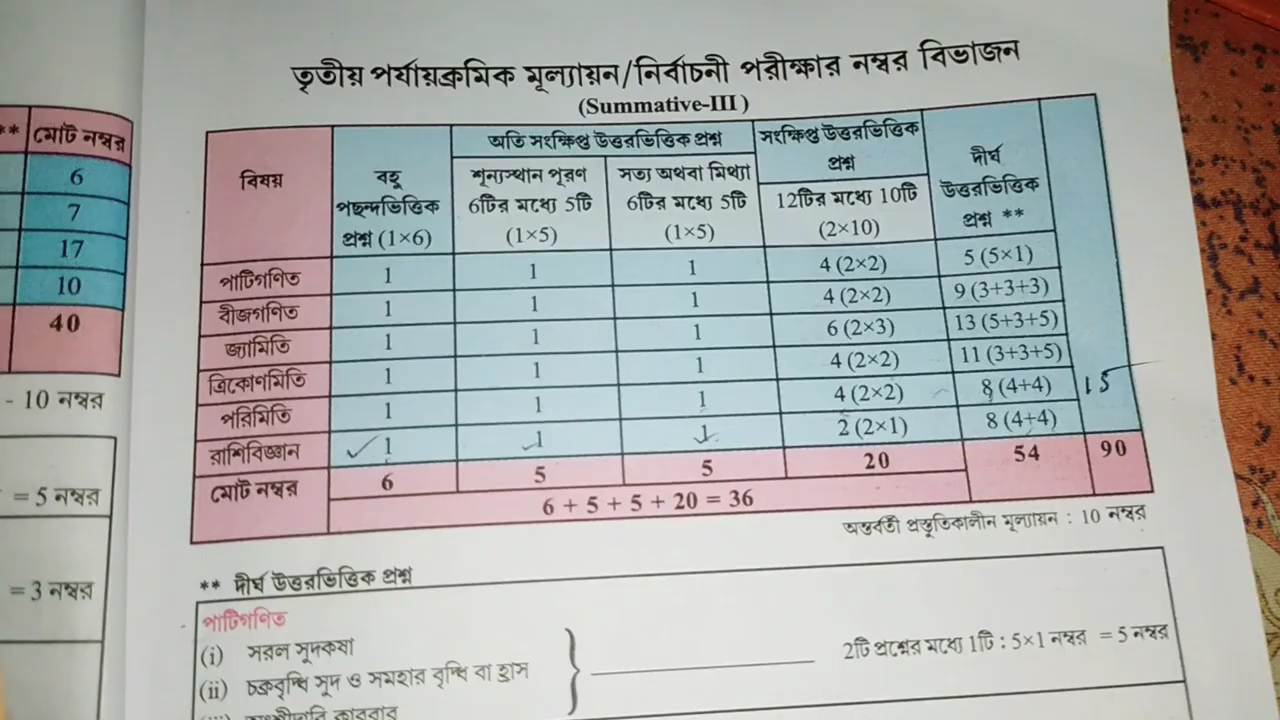 তৃতীয় পর্যায়ক্রমিক মূল্যায়ন/নির্বাচনী পরীক্ষার নম্বর বিভাজন
(Summative-III)
** মোট নম্বর
6
7
17
10
40
- 10 নম্বর
= 5 নম্বর
= 3 নম্বর
বিষয় বহু পছন্দভিত্তিক প্রশ্ন (1×6) অতি সংক্ষিপ্ত উত্তরভিত্তিক প্রশ্ন সংক্ষিপ্ত উত্তরভিত্তিক প্রশ্ন দীর্ঘ উত্তরভিত্তিক প্রশ্ন **
শূন্যস্থান পূরণ 6টির মধ্যে 5টি (1×5) সত্য অথবা মিথ্যা 6টির মধ্যে 5টি (1×5) 12টির মধ্যে 10টি (2×10)
পাটিগণিত 1 1 1 4 (2×2) 5 (5×1)
বীজগণিত 1 1 1 4 (2×2) 9 (3+3+3)
জ্যামিতি 1 1 1 6 (2×3) 13 (5+3+5)
ত্রিকোণমিতি 1 1 1 4 (2×2) 11 (3+3+5)
পরিমিতি 1 1 1 4 (2×2) 8 (4+4) 15
রাশিবিজ্ঞান 1 1 1 2 (2×1) 8 (4+4)
মোট নম্বর 6 5 5 20 54 90
6 + 5 + 5 + 20 = 36
অন্তর্বর্তী প্রস্তুতিকালীন মূল্যায়ন : 10 নম্বর
** দীর্ঘ উত্তরভিত্তিক প্রশ্ন
পাটিগণিত
(i) সরল সুদকষা
(ii) চক্রবৃদ্ধি সুদ ও সমহার বৃদ্ধি বা হ্রাস
2টি প্রশ্নের মধ্যে 1টি : 5×1 নম্বর = 5 নম্বর
(iii) অংশীদারি কারবার